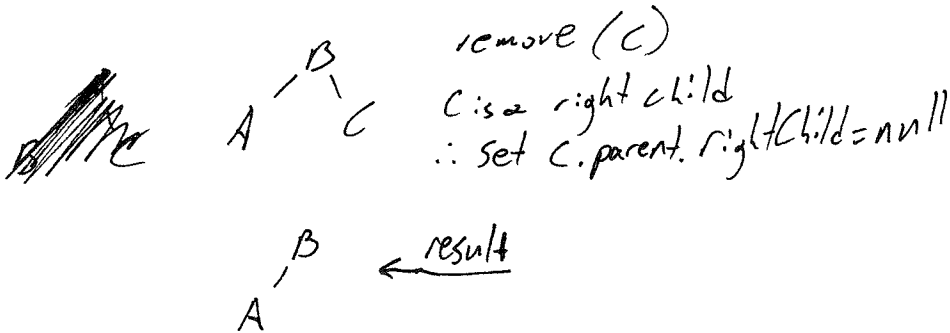 remove (C)
B
A C
C is a right child
∴ set C.parent.rightChild=null
B
result
A